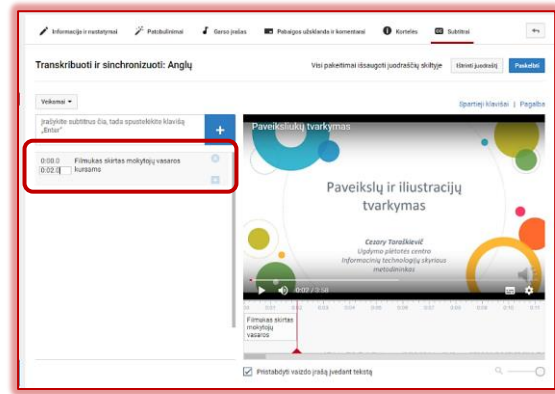 Informacija ir nustatymai Patobulinimai Garso įrašas Pabaigos užsklanda ir komentarai Kortelės CC Subtitrai
Transkribuoti ir sinchronizuoti: Anglų
Visi pakeitimai išsaugoti juodraščių skiltyje Ištrinti juodraštį Paskelbti
Veiksmai
Spartieji klavišai | Pagalba
Įrašykite subtitrus čia, tada spustelėkite klavišą
„Enter"
+
0:00.0 Filmukas skirtas mokytojų vasaros
0:02.0 kursams
Paveiksliukų tvarkymas
Paveikslų ir iliustracijų
tvarkymas
Cezary Taraškievič
Ugdymo plėtotės centro
Informacinių technologijų skyriaus
metodininkas
0:02 / 3:58
Filmukas skirtas
mokytojų
vasaros
Pristabdyti vaizdo įrašą įvedant tekstą